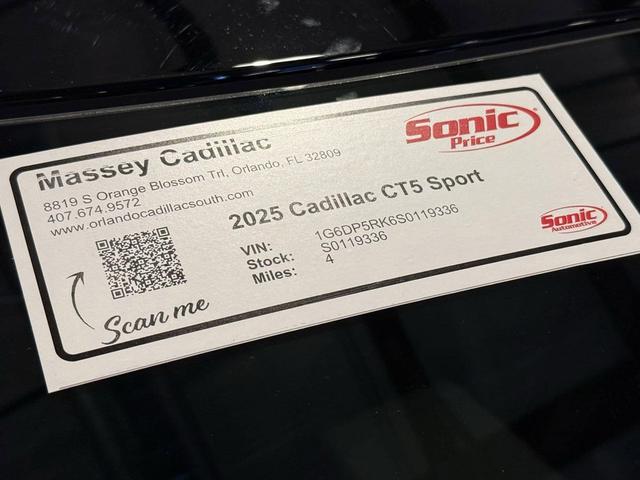 Massey Cadillac
8819 S Orange Blossom Trl, Orlando, FL 32809
407.674.9572
www.orlandocadillacsouth.com
Sonic
Price
2025 Cadillac CT5 Sport
VIN: 1G6DP5RK6S0119336
Stock: S0119336
Miles: 4
Scan me
Sonic
Automotive